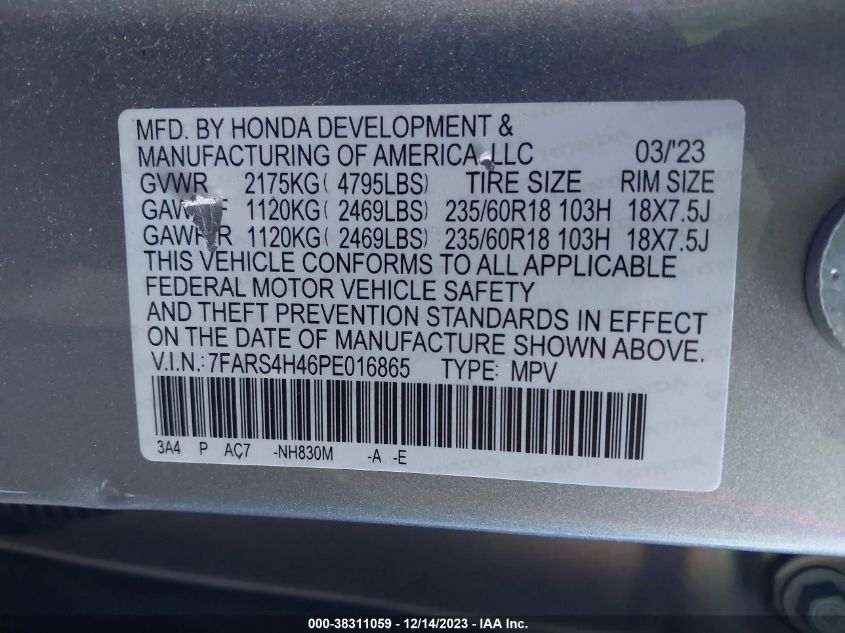 MFD. BY HONDA DEVELOPMENT &
MANUFACTURING OF AMERICA, LLC 03/'23
GVWR 2175KG( 4795LBS) TIRE SIZE RIM SIZE
GAW F 1120KG( 2469LBS) 235/60R18 103H 18X7.5J
GAWR R 1120KG( 2469LBS) 235/60R18 103H 18X7.5J
THIS VEHICLE CONFORMS TO ALL APPLICABLE
FEDERAL MOTOR VEHICLE SAFETY
AND THEFT PREVENTION STANDARDS IN EFFECT
ON THE DATE OF MANUFACTURE SHOWN ABOVE.
V.I.N.: 7FARS4H46PE016865 TYPE: MPV
3A4 P AC7 -NH830M -A -E
000-38311059 - 12/14/2023 - IAA Inc.